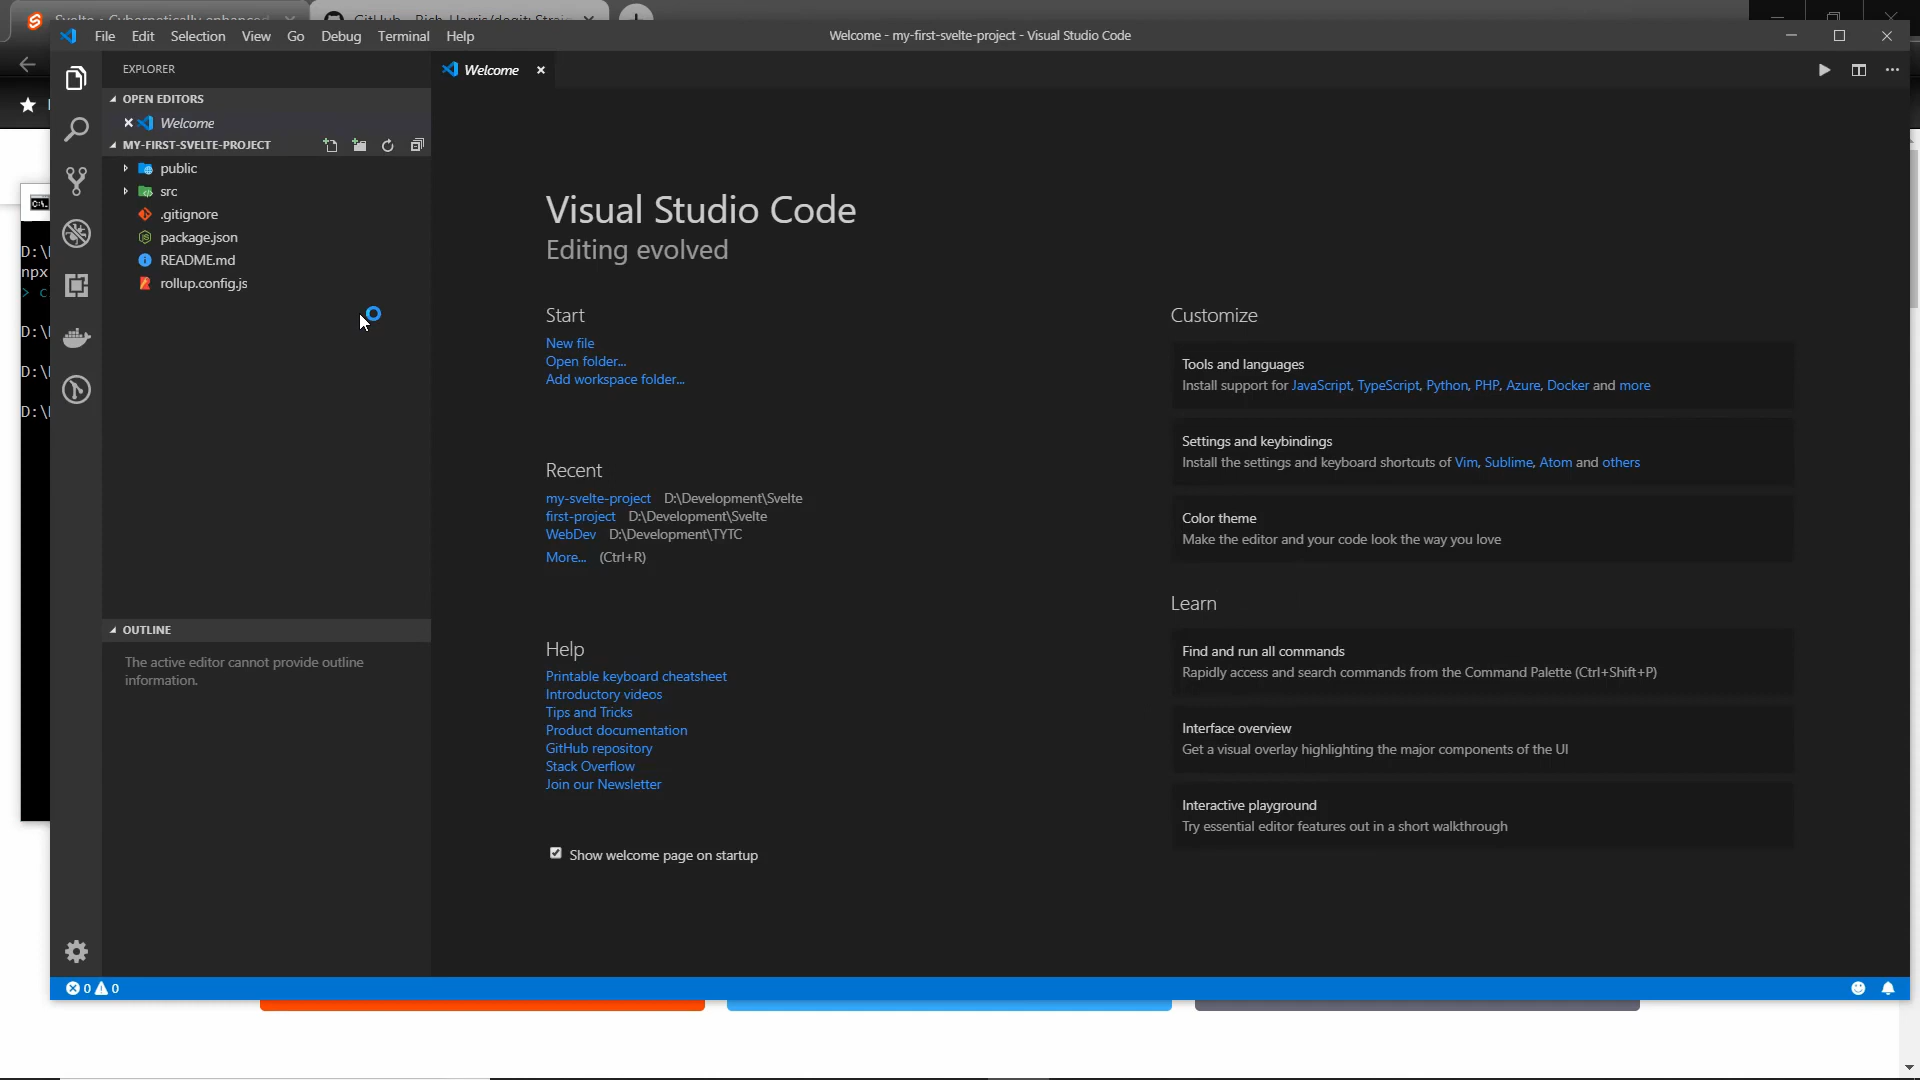 File Edit Selection View Go Debug Terminal Help
Welcome - my-first-svelte-project - Visual Studio Code
EXPLORER
Welcome
OPEN EDITORS
Welcome
MY-FIRST-SVELTE-PROJECT
public
src
.gitignore
package.json
README.md
rollup.config.js
D:\
npx
> c
D:\
D:\
D:\
OUTLINE
The active editor cannot provide outline
information.
Visual Studio Code
Editing evolved
Start
New file
Open folder...
Add workspace folder...
Recent
my-svelte-project D:\Development\Svelte
first-project D:\Development\Svelte
WebDev D:\Development\TYTC
More... (Ctrl+R)
Help
Printable keyboard cheatsheet
Introductory videos
Tips and Tricks
Product documentation
GitHub repository
Stack Overflow
Join our Newsletter
Show welcome page on startup
Customize
Tools and languages
Install support for JavaScript, TypeScript, Python, PHP, Azure, Docker and more
Settings and keybindings
Install the settings and keyboard shortcuts of Vim, Sublime, Atom and others
Color theme
Make the editor and your code look the way you love
Learn
Find and run all commands
Rapidly access and search commands from the Command Palette (Ctrl+Shift+P)
Interface overview
Get a visual overlay highlighting the major components of the UI
Interactive playground
Try essential editor features out in a short walkthrough
0 0